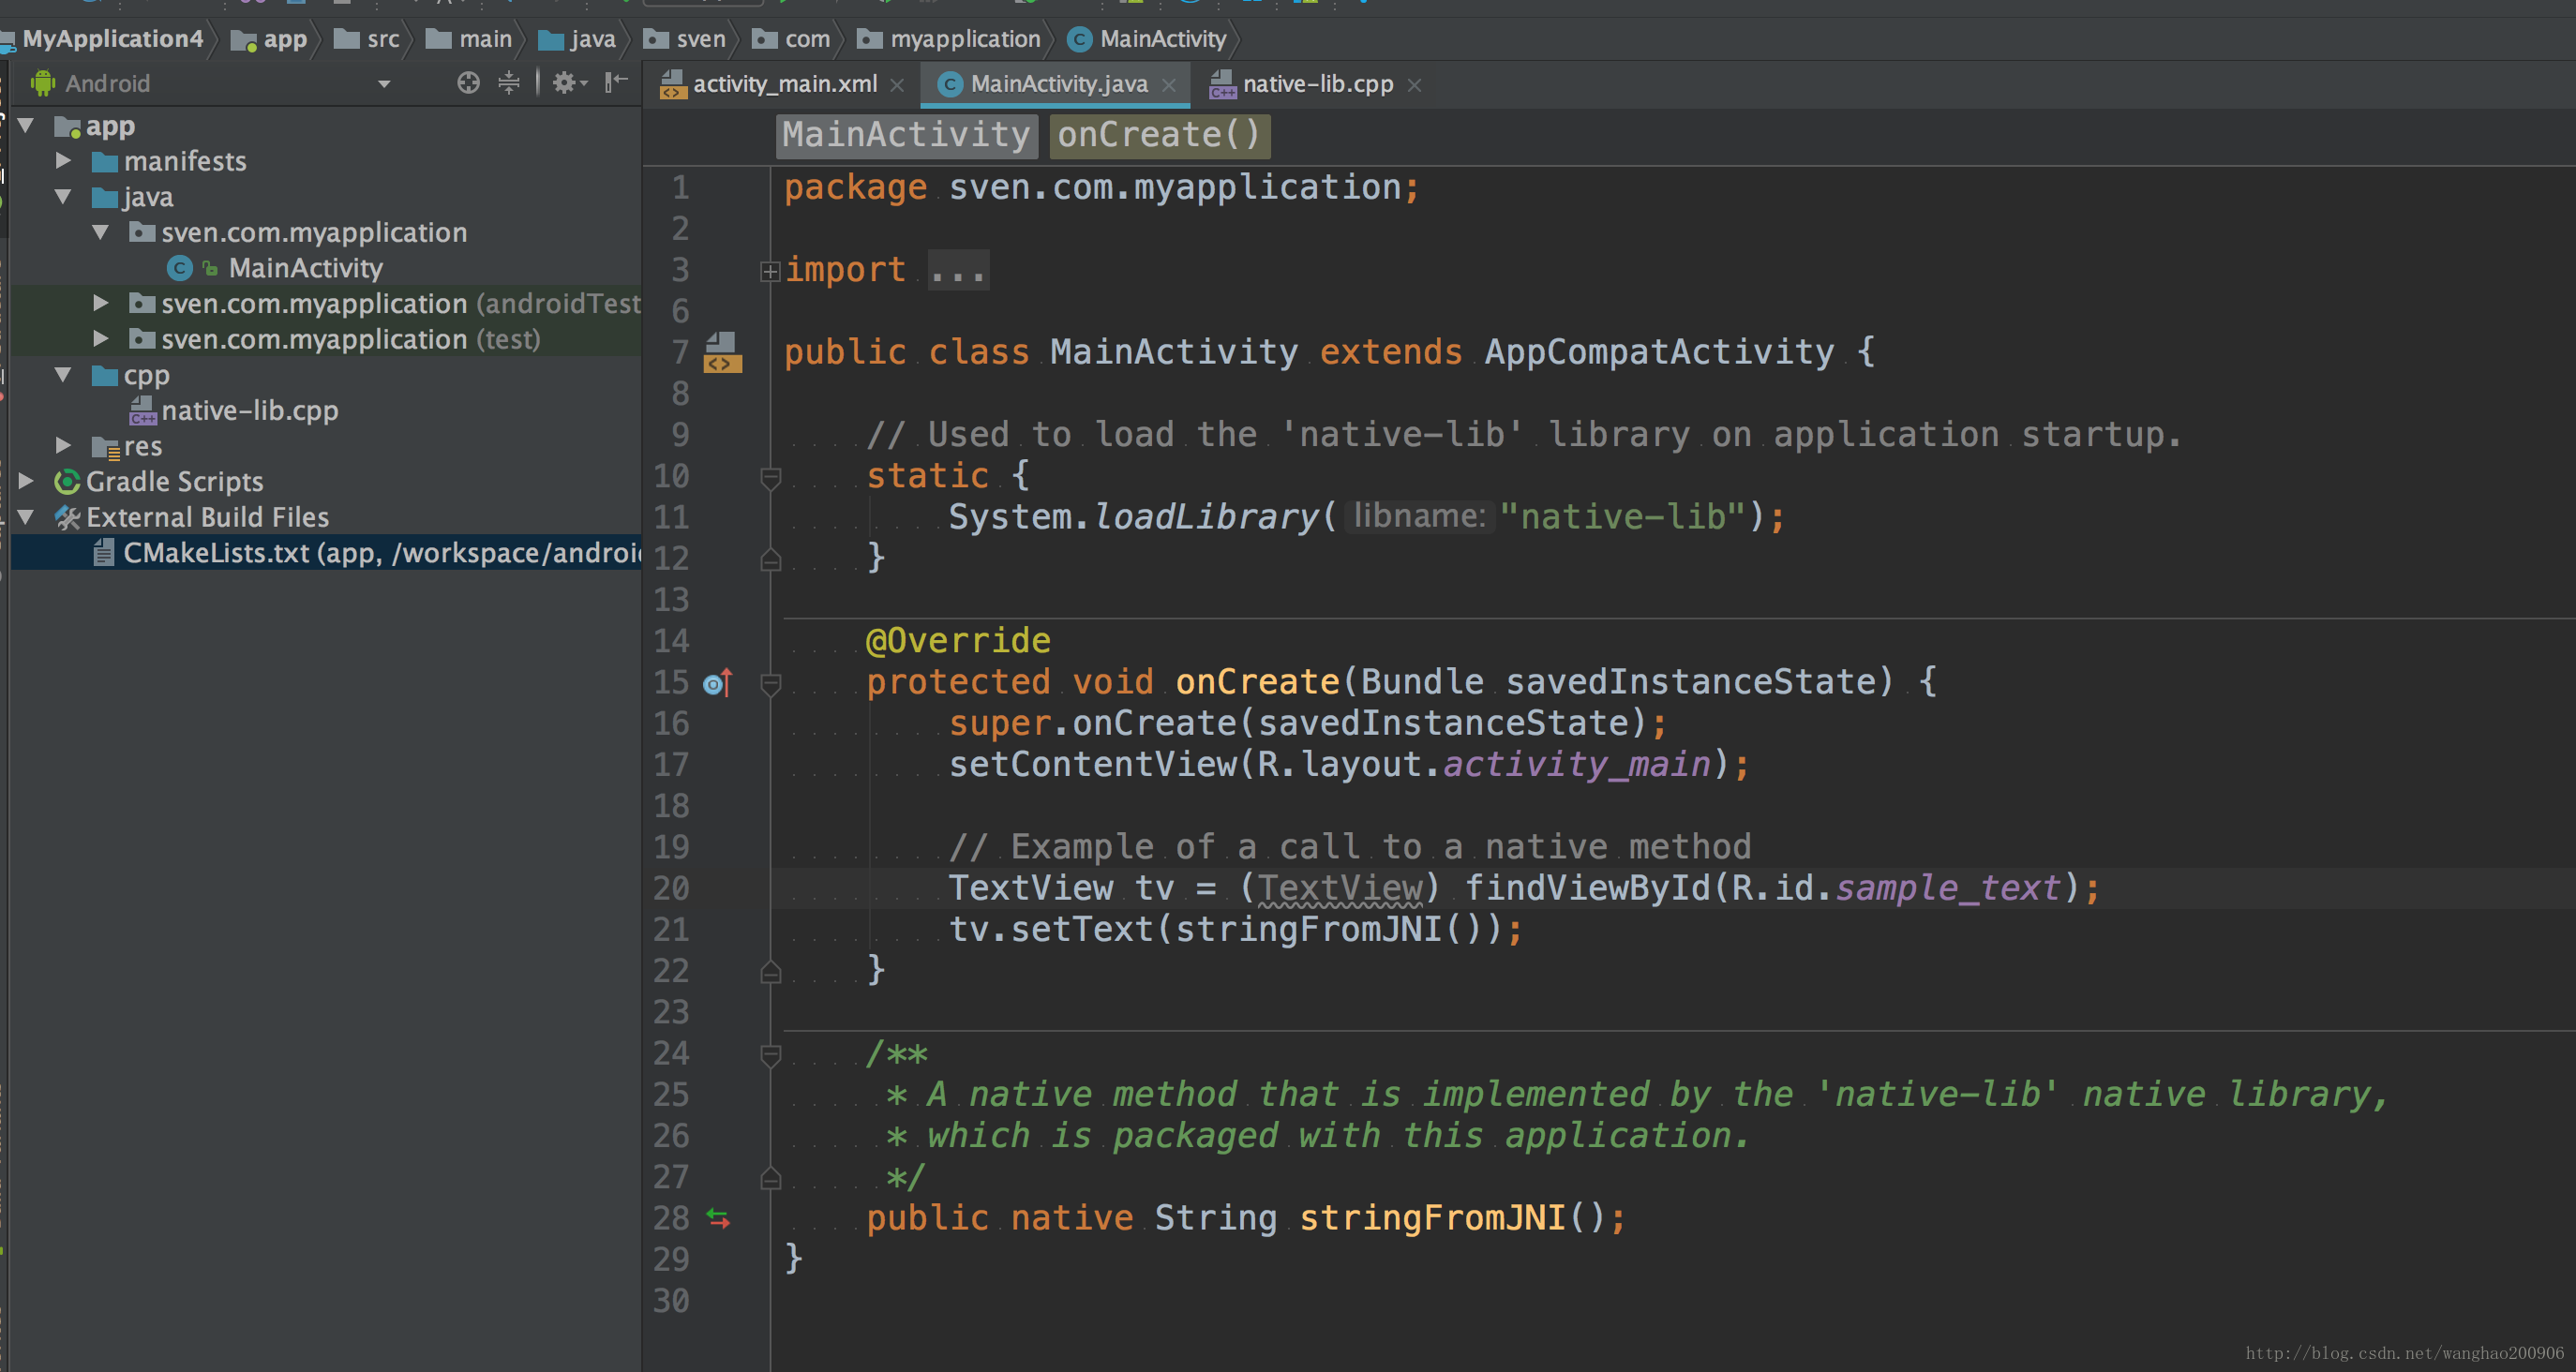 MyApplication4 app src main java sven com myapplication MainActivity
Android
activity_main.xml MainActivity.java native-lib.cpp
app
manifests
java
sven.com.myapplication
MainActivity
sven.com.myapplication (androidTest
sven.com.myapplication (test)
cpp
native-lib.cpp
res
Gradle Scripts
External Build Files
CMakeLists.txt (app, /workspace/androi
MainActivity onCreate()
1 package sven.com.myapplication;
2
3 import ...
6
7 public class MainActivity extends AppCompatActivity {
8
9 // Used to load the 'native-lib' library on application startup.
10 static {
11 System.loadLibrary( libname: "native-lib");
12 }
13
14 @Override
15 protected void onCreate(Bundle savedInstanceState) {
16 super.onCreate(savedInstanceState);
17 setContentView(R.layout.activity_main);
18
19 // Example of a call to a native method
20 TextView tv = (TextView) findViewById(R.id.sample_text);
21 tv.setText(stringFromJNI());
22 }
23
24 /**
25 * A native method that is implemented by the 'native-lib' native library,
26 * which is packaged with this application.
27 */
28 public native String stringFromJNI();
29 }
30
http://blog.csdn.net/wanghao200906